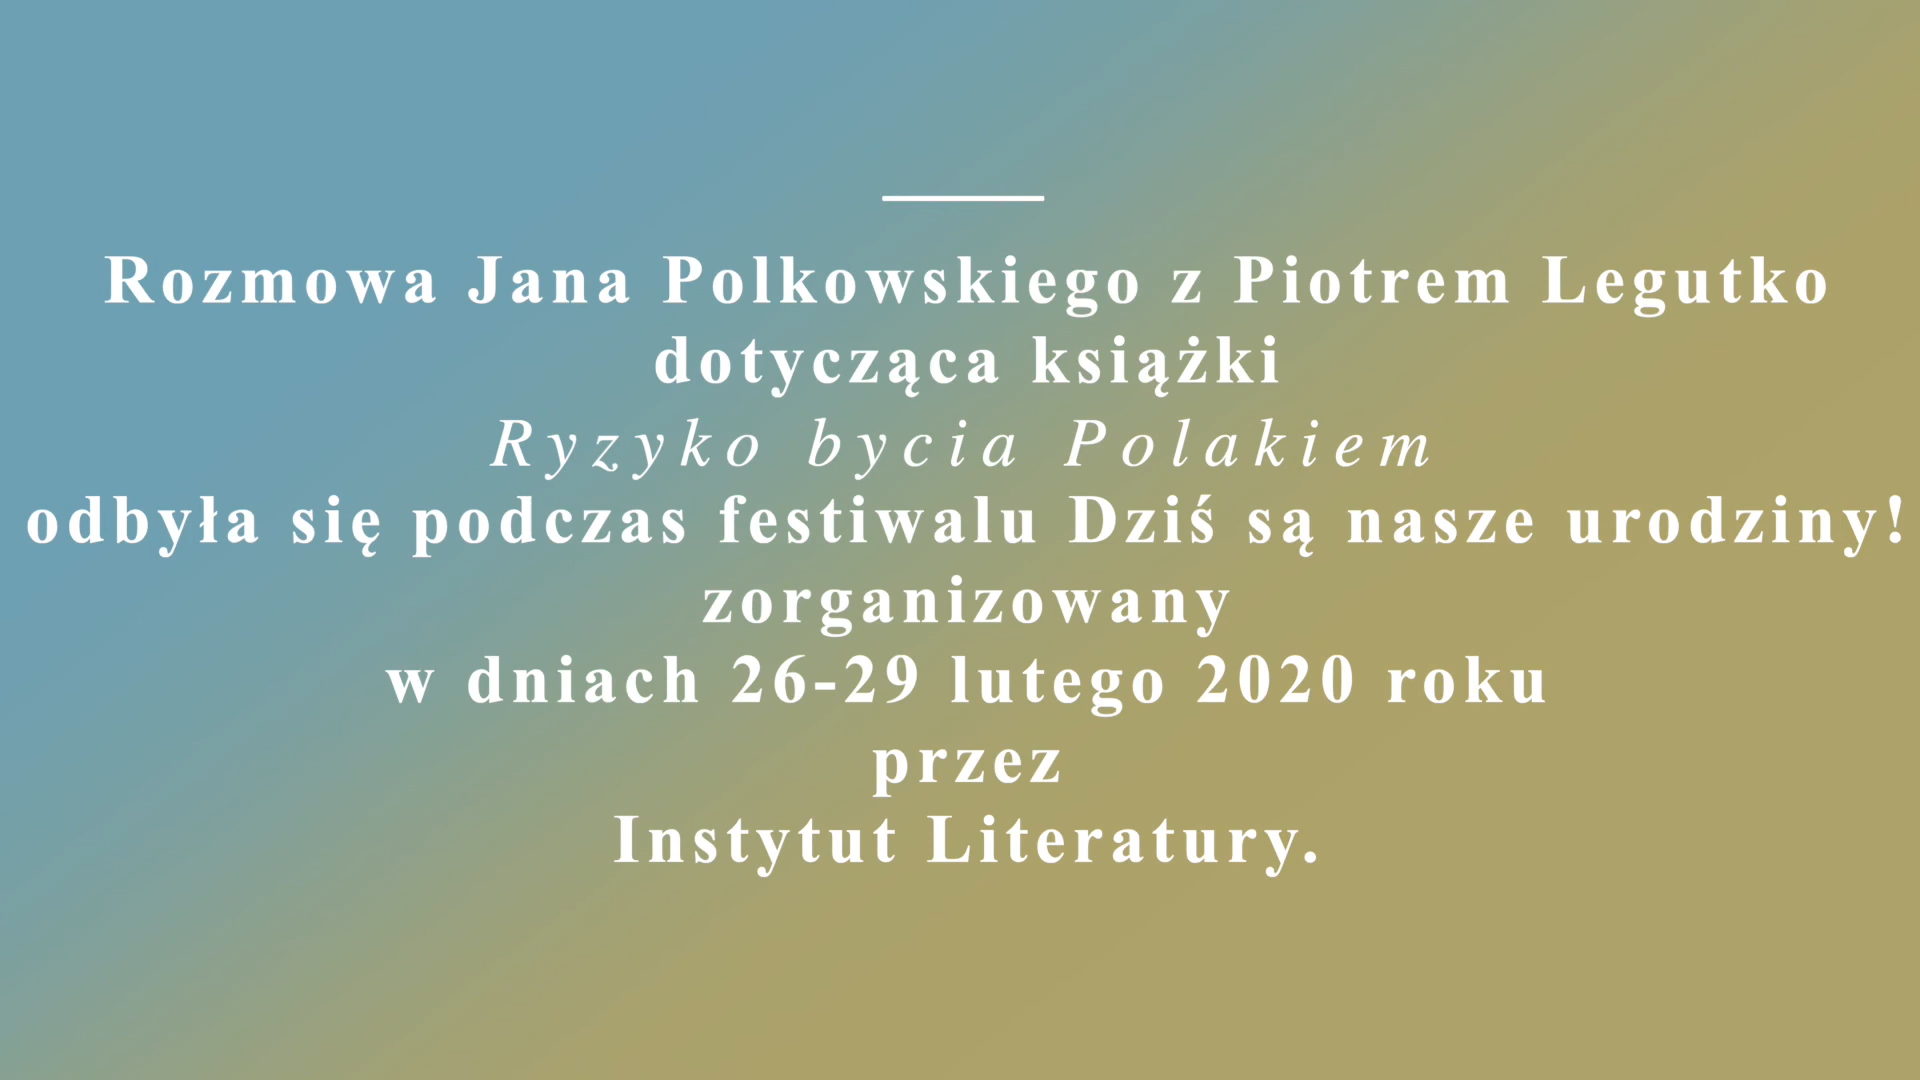 Rozmowa Jana Polkowskiego z Piotrem Legutko
dotycząca książki
Ryzyko bycia Polakiem
odbyła się podczas festiwalu Dziś są nasze urodziny!
zorganizowany
w dniach 26-29 lutego 2020 roku
przez
Instytut Literatury.